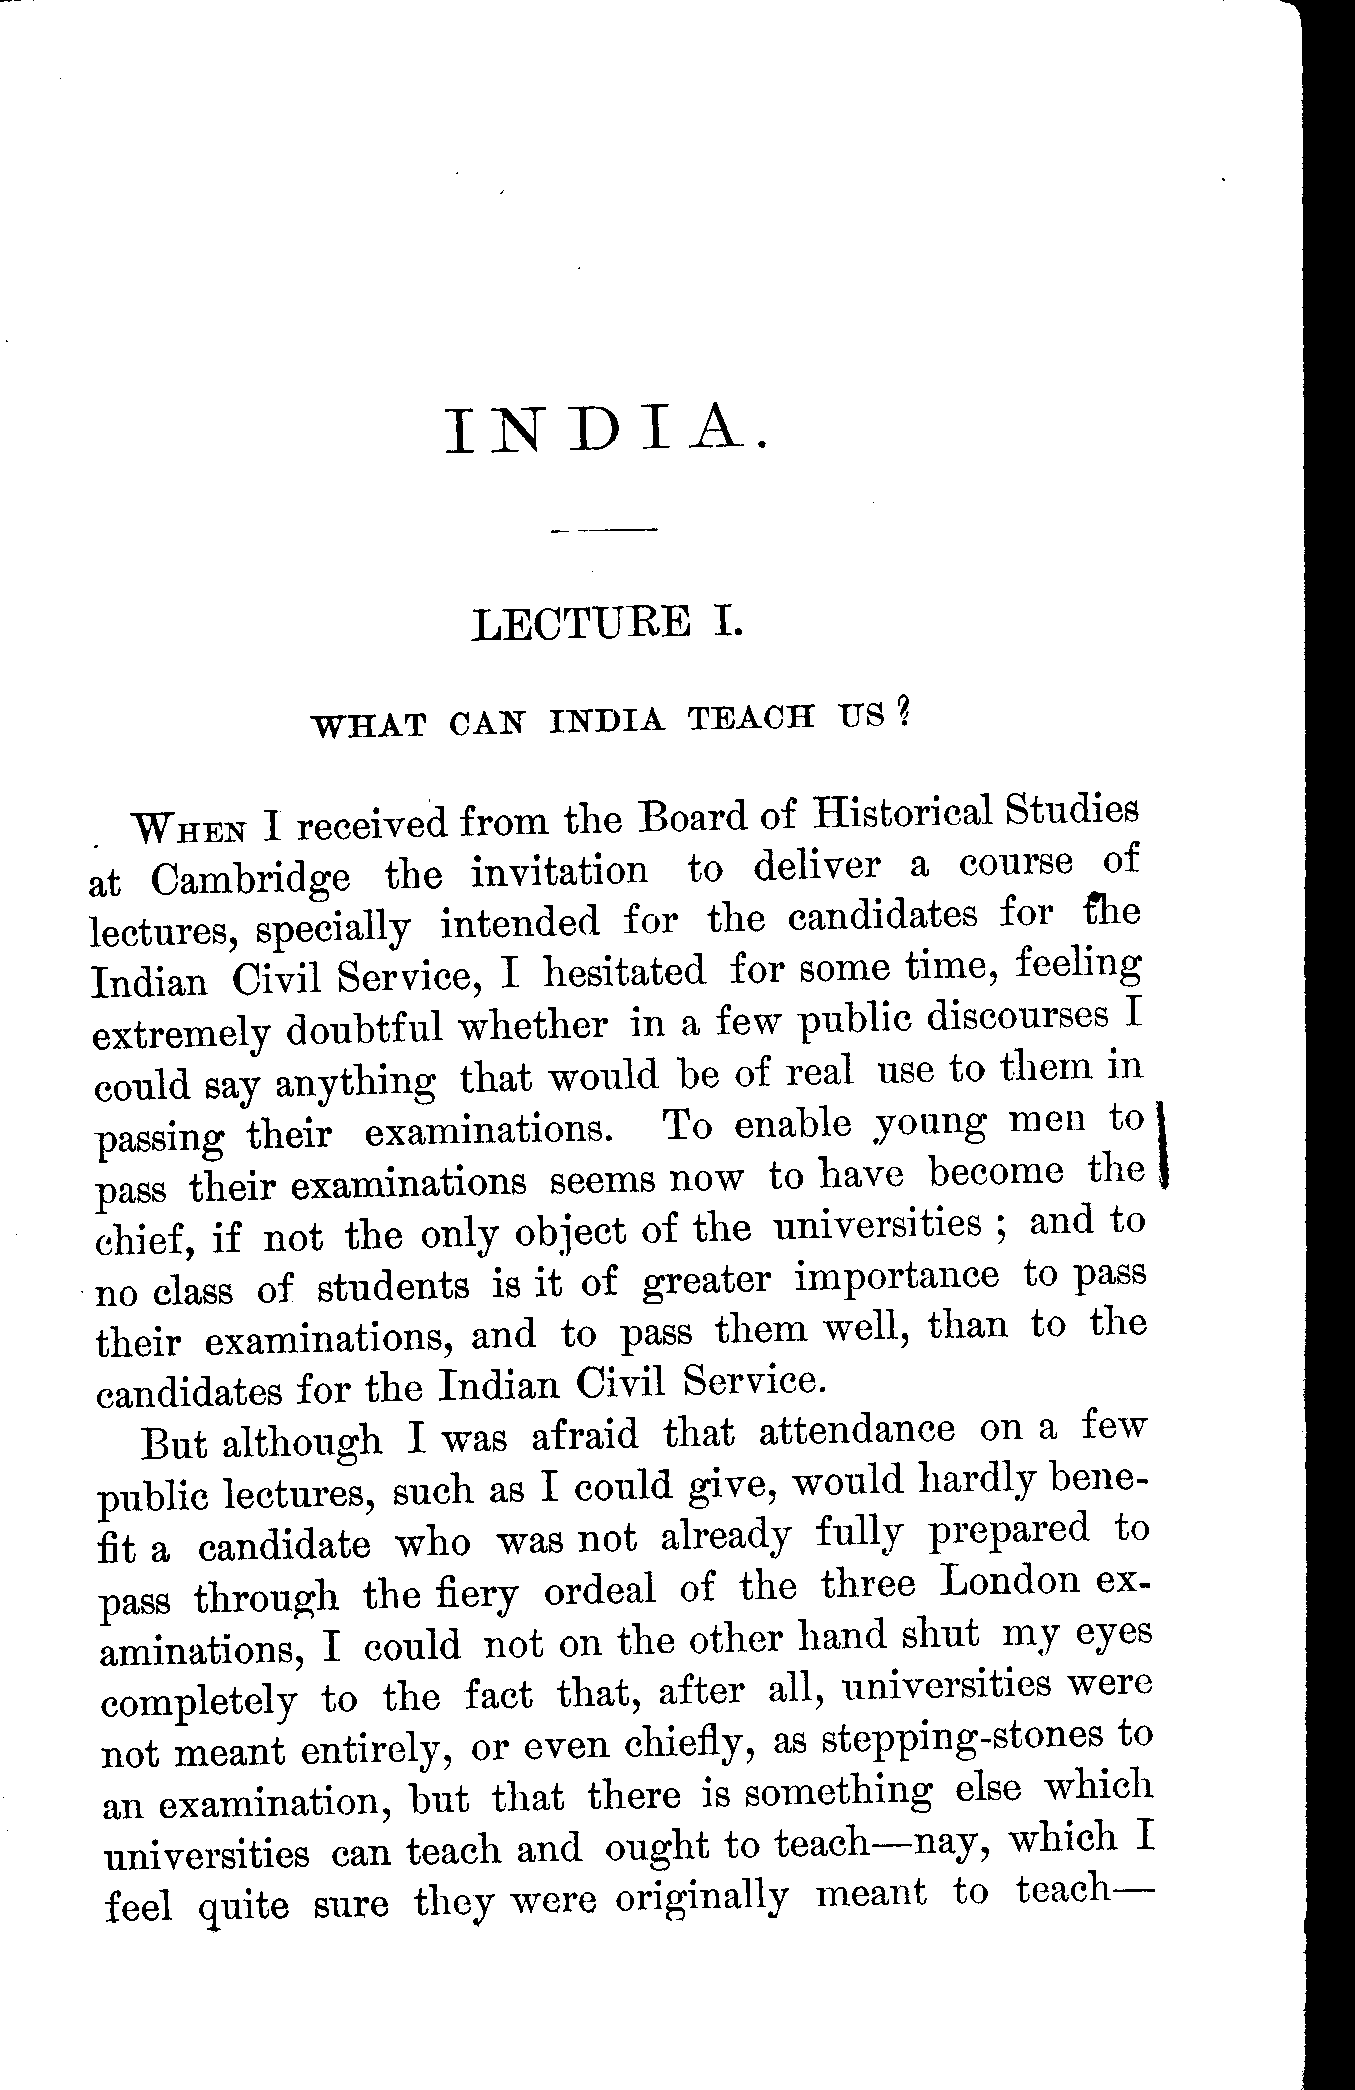 INDIA.
LECTURE I.
WHAT CAN INDIA TEACH US?
WHEN I received from the Board of Historical Studies
at Cambridge the invitation to deliver a course of
lectures, specially intended for the candidates for the
Indian Civil Service, I hesitated for some time, feeling
extremely doubtful whether in a few public discourses I
could say anything that would be of real use to them in
passing their examinations. To enable young men to
pass their examinations seems now to have become the
chief, if not the only object of the universities ; and to
no class of students is it of greater importance to pass
their examinations, and to pass them well, than to the
candidates for the Indian Civil Service.
But although I was afraid that attendance on a few
public lectures, such as I could give, would hardly bene-
fit a candidate who was not already fully prepared to
pass through the fiery ordeal of the three London ex-
aminations, I could not on the other hand shut my eyes
completely to the fact that, after all, universities were
not meant entirely, or even chiefly, as stepping-stones to
an examination, but that there is something else which
universities can teach and ought to teach—nay, which I
feel quite sure they were originally meant to teach—